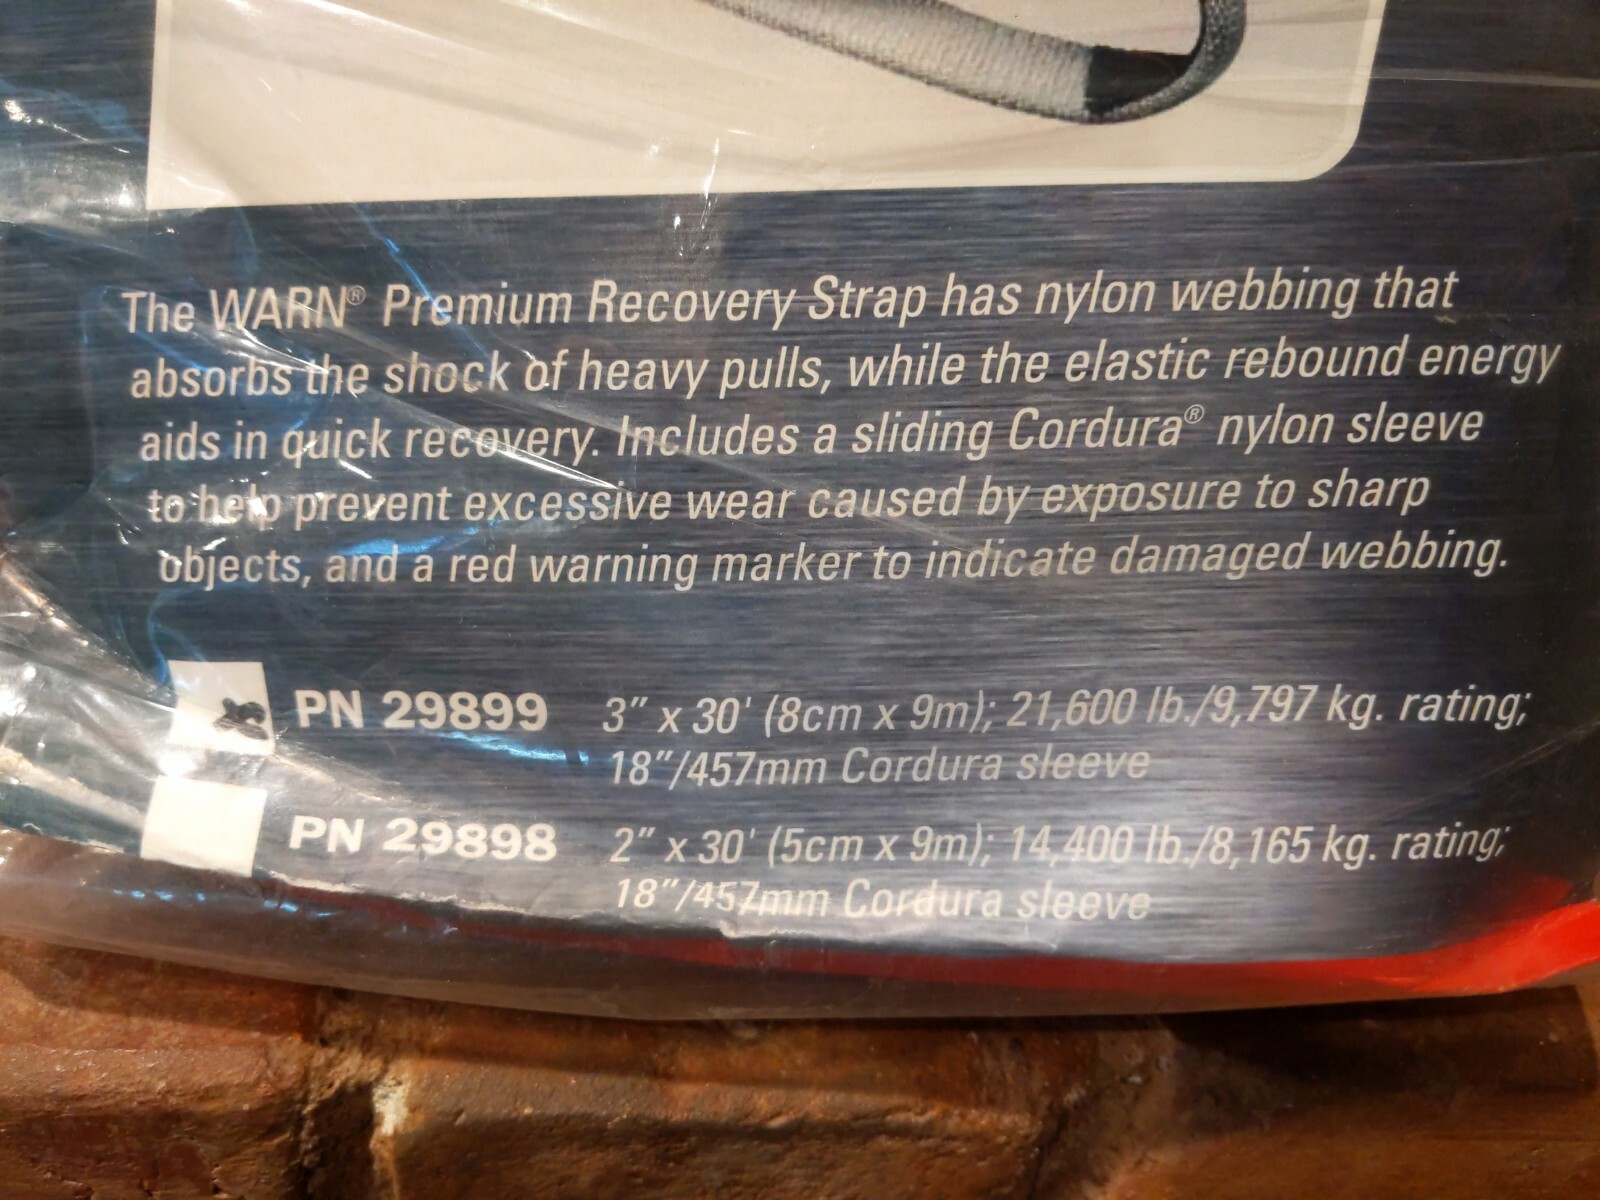 The WARN® Premium Recovery Strap has nylon webbing that
absorbs the shock of heavy pulls, while the elastic rebound energy
aids in quick recovery. Includes a sliding Cordura® nylon sleeve
to help prevent excessive wear caused by exposure to sharp
objects, and a red warning marker to indicate damaged webbing.
PN 29899 3" x 30' (8cm x 9m); 21,600 lb./9,797 kg. rating;
18"/457mm Cordura sleeve
PN 29898 2" x 30' (5cm x 9m); 14,400 lb./8,165 kg. rating;
18"/457mm Cordura sleeve